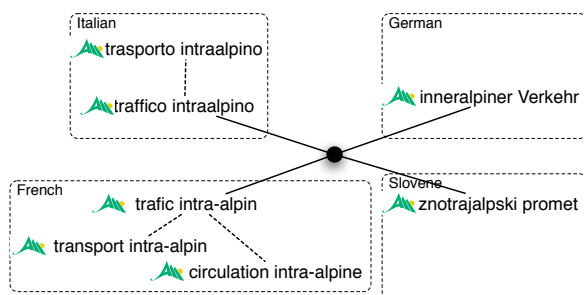 Italian
trasporto intraalpino
traffico intraalpino
German
inneralpiner Verkehr
French
trafic intra-alpin
transport intra-alpin
circulation intra-alpine
Slovene
znotrajalpski promet